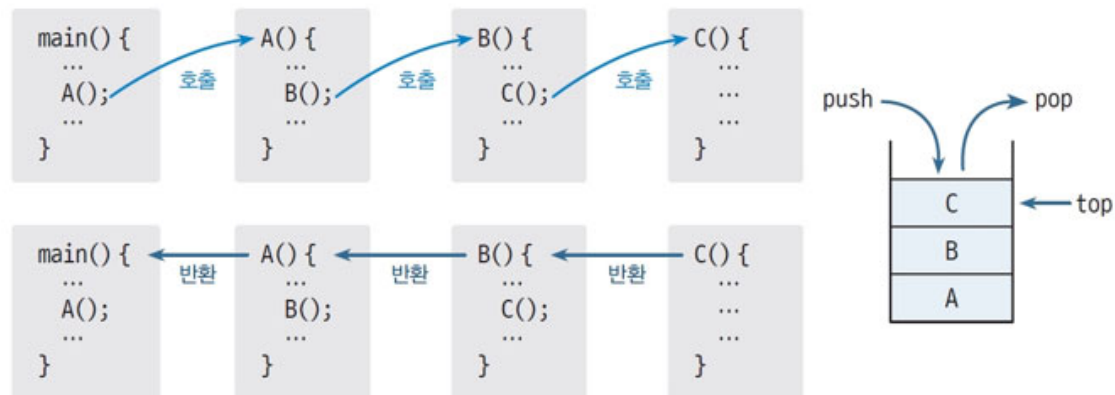 main() {
...
A();
...
}
호출
A() {
...
B();
...
}
호출
B() {
...
C();
...
}
호출
C() {
...
...
...
}
main() {
...
A();
...
}
반환
A() {
...
B();
...
}
반환
B() {
...
C();
...
}
반환
C() {
...
...
...
}
push
pop
C
top
B
A